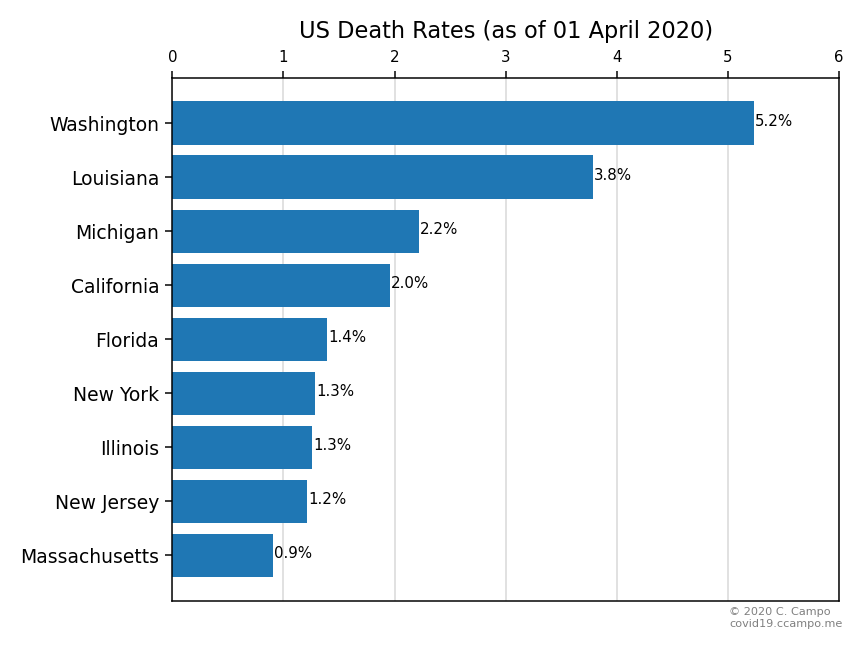 US Death Rates (as of 01 April 2020)
0 1 2 3 4 5 6
Washington 5.2%
Louisiana 3.8%
Michigan 2.2%
California 2.0%
Florida 1.4%
New York 1.3%
Illinois 1.3%
New Jersey 1.2%
Massachusetts 0.9%
© 2020 C. Campo
covid19.ccampo.me